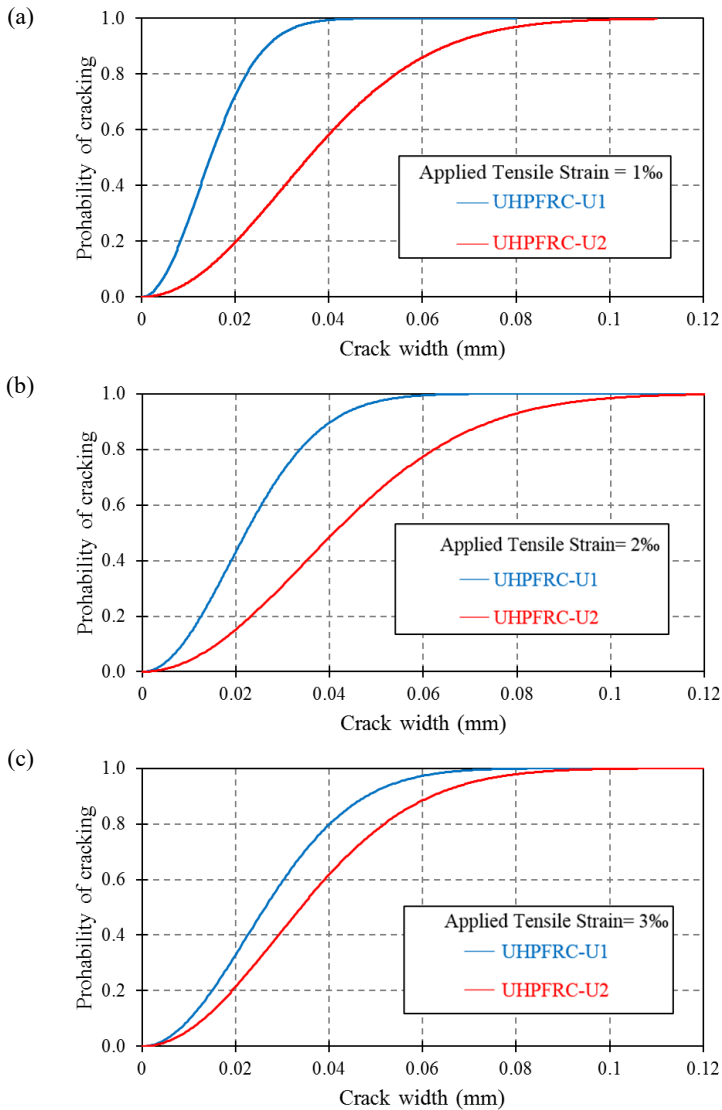 (a)
Prohability of cracking
1.0
0.8
0.6
0.4
0.2
0.0
Applied Tensile Strain = 1‰
UHPFRC-U1
UHPFRC-U2
0 0.02 0.04 0.06 0.08 0.1 0.12
Crack width (mm)
(b)
Probability of cracking
1.0
0.8
0.6
0.4
0.2
0.0
Applied Tensile Strain= 2‰
UHPFRC-U1
UHPFRC-U2
0 0.02 0.04 0.06 0.08 0.1 0.12
Crack width (mm)
(c)
Probability of cracking
1.0
0.8
0.6
0.4
0.2
0.0
Applied Tensile Strain= 3‰
UHPFRC-U1
UHPFRC-U2
0 0.02 0.04 0.06 0.08 0.1 0.12
Crack width (mm)